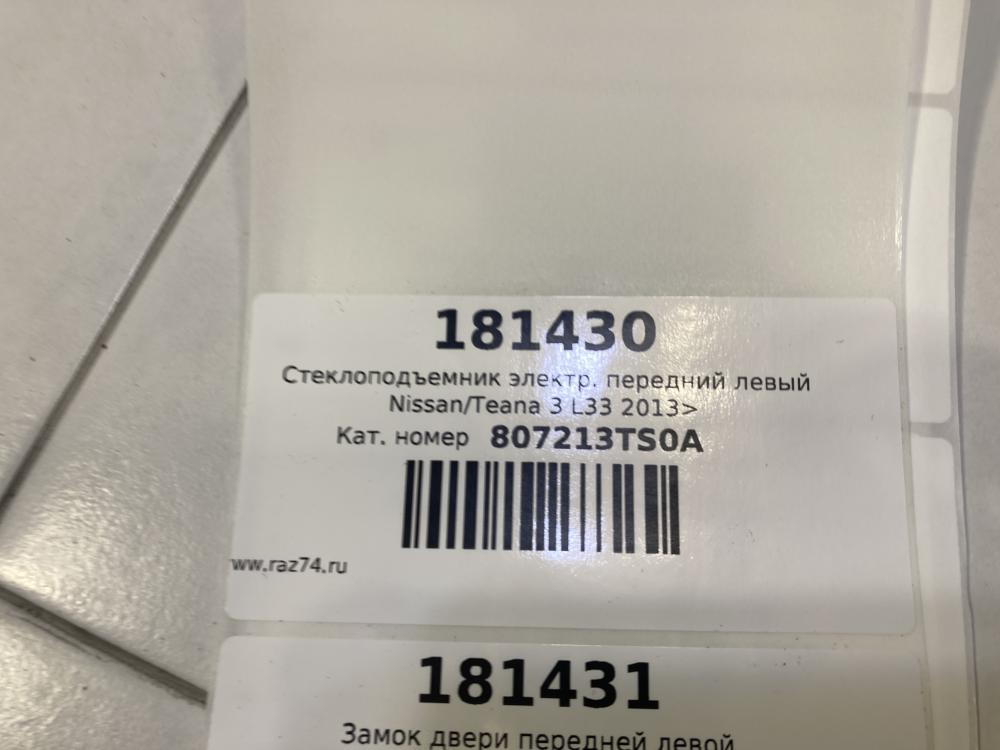 181430
Стеклоподъемник электр. передний левый
Nissan/Teana 3 L33 2013>
Кат. номер 807213TS0A
www.raz74.ru
181431
Замок двери передней левой